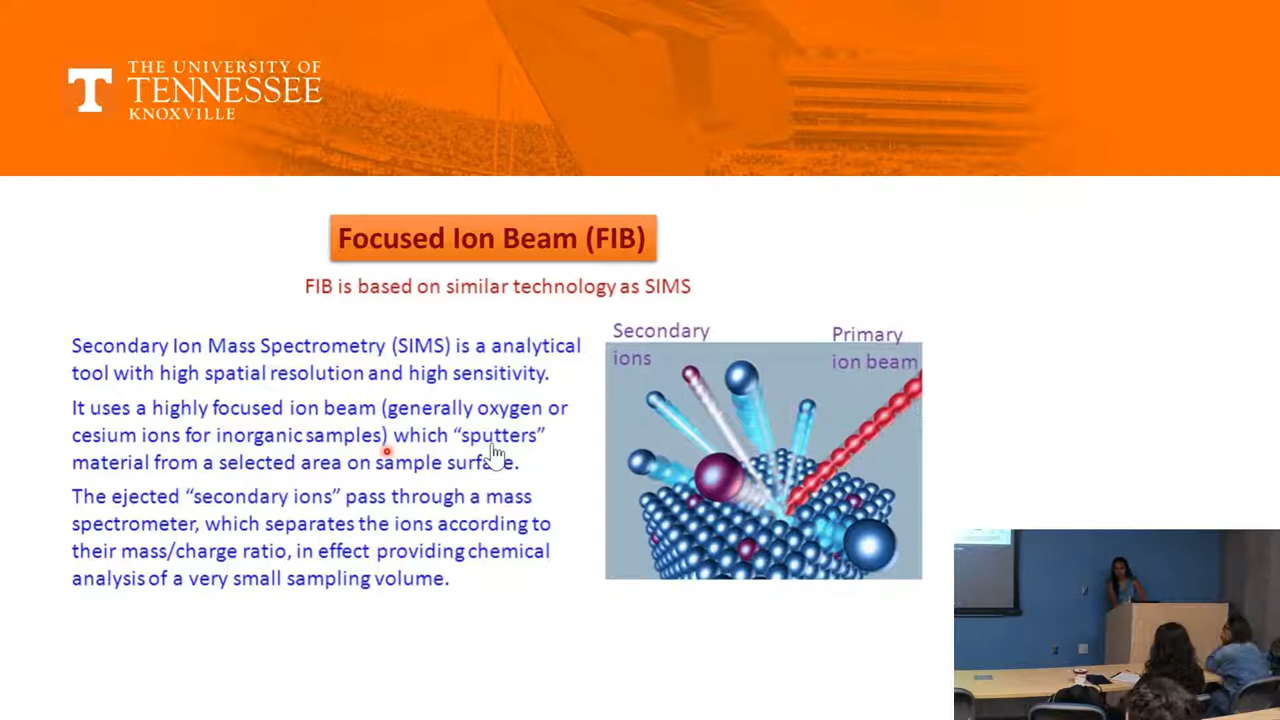 THE UNIVERSITY OF
TENNESSEE
KNOXVILLE
T
Focused Ion Beam (FIB)
FIB is based on similar technology as SIMS
Secondary Ion Mass Spectrometry (SIMS) is a analytical
tool with high spatial resolution and high sensitivity.
It uses a highly focused ion beam (generally oxygen or
cesium ions for inorganic samples) which “sputters”
material from a selected area on sample surface.
The ejected “secondary ions” pass through a mass
spectrometer, which separates the ions according to
their mass/charge ratio, in effect providing chemical
analysis of a very small sampling volume.
Secondary
ions
Primary
ion beam